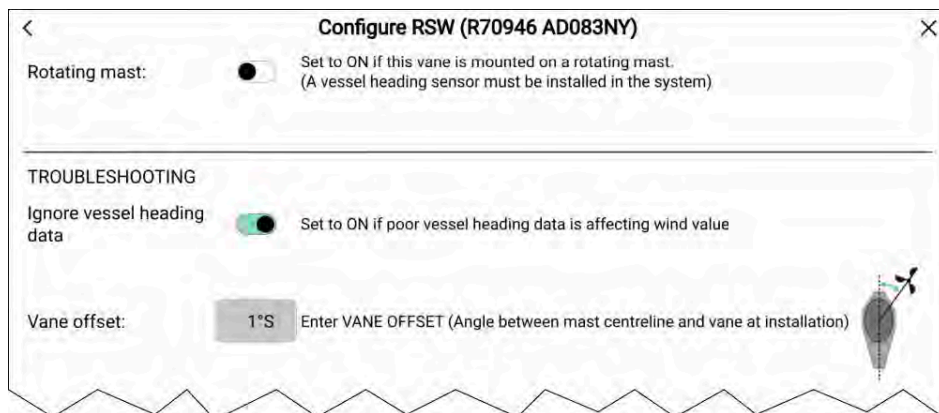 Configure RSW (R70946 AD083NY)
Rotating mast:
Set to ON if this vane is mounted on a rotating mast.
(A vessel heading sensor must be installed in the system)
TROUBLESHOOTING
Ignore vessel heading
data
Set to ON if poor vessel heading data is affecting wind value
Vane offset:
1°S
Enter VANE OFFSET (Angle between mast centreline and vane at installation)